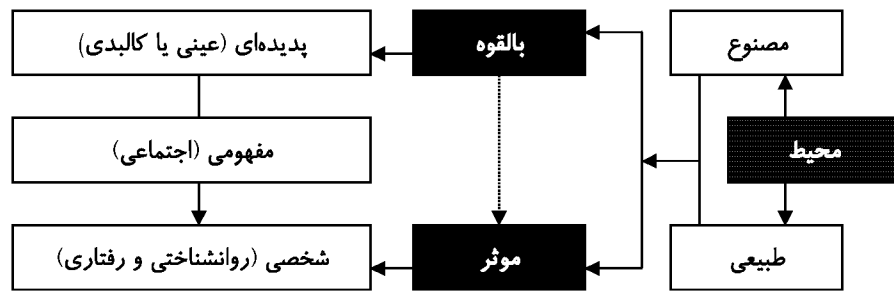 مصنوع
بالقوه
پدیده‌ای (عینی یا کالبدی)
محیط
مفهومی (اجتماعی)
طبیعی
موثر
شخصی (روانشناختی و رفتاری)